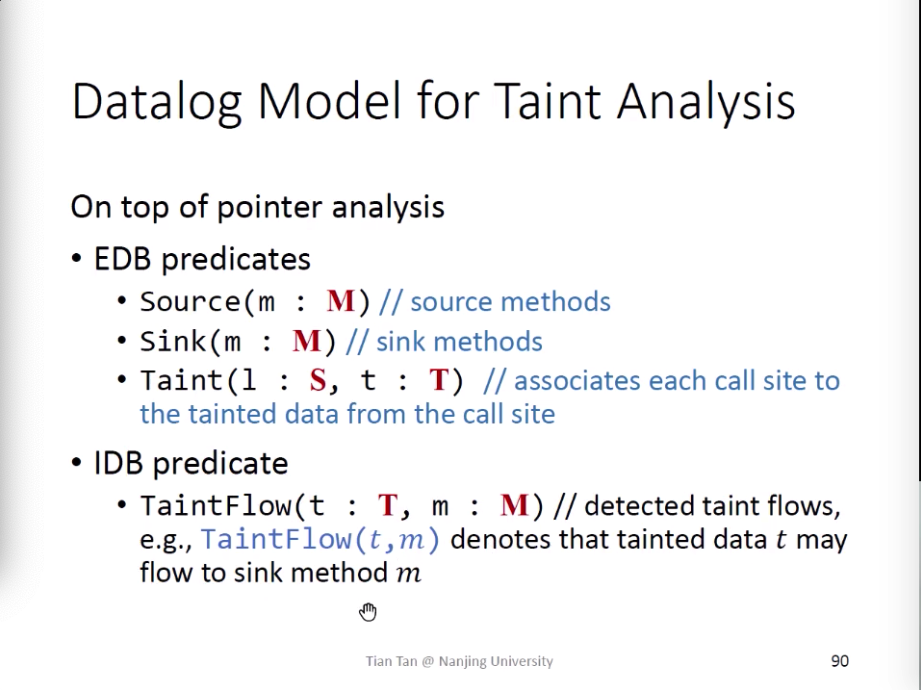 Datalog Model for Taint Analysis
On top of pointer analysis
• EDB predicates
• Source(m : M) // source methods
• Sink(m : M) // sink methods
• Taint(l : S, t : T) // associates each call site to
the tainted data from the call site
• IDB predicate
• TaintFlow(t : T, m : M) // detected taint flows,
e.g., TaintFlow(t,m) denotes that tainted data t may
flow to sink method m
Tian Tan @ Nanjing University
90